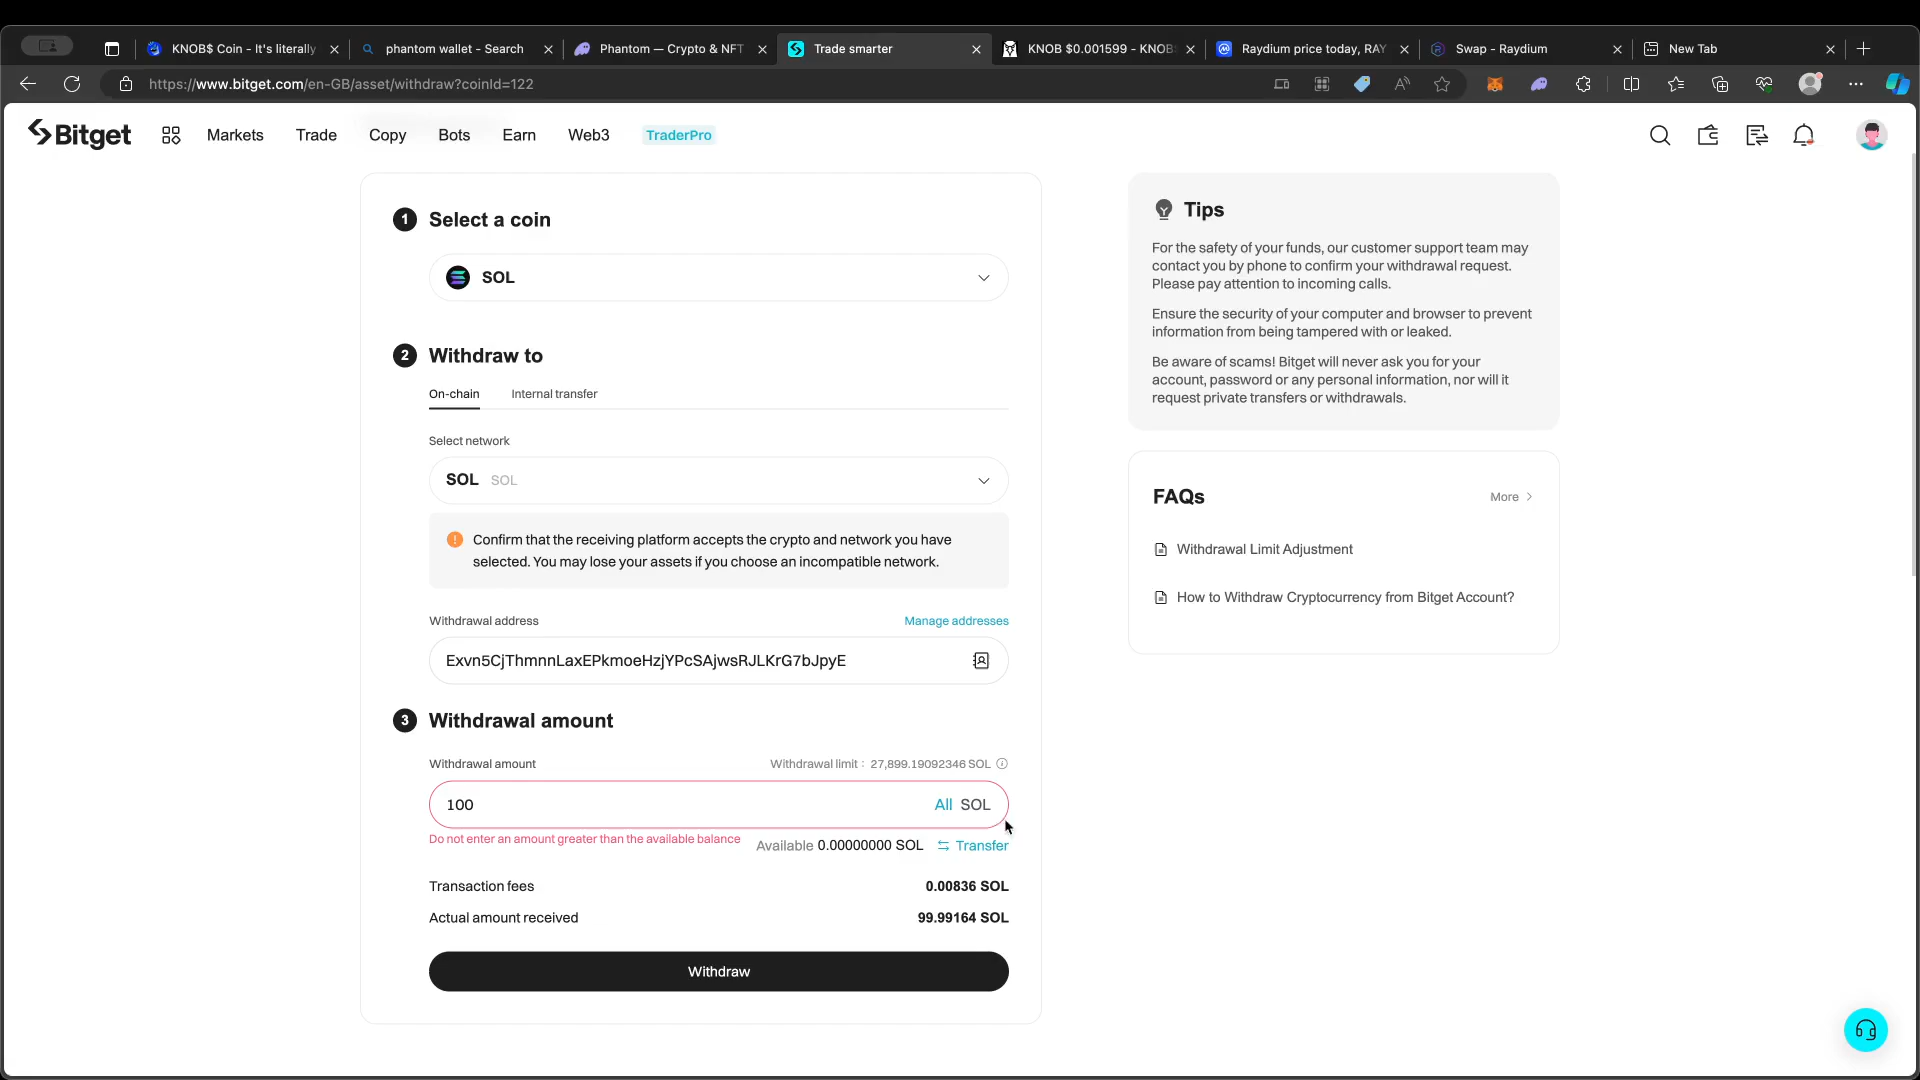 KNOB$ Coin - It's literally
phantom wallet - Search
Phantom — Crypto & NFT
Trade smarter
KNOB $0.001599 - KNOB
Raydium price today, RAY
Swap - Raydium
New Tab
https://www.bitget.com/en-GB/asset/withdraw?coinId=122
Bitget
Markets
Trade
Copy
Bots
Earn
Web3
TraderPro
1 Select a coin
SOL
2 Withdraw to
On-chain
Internal transfer
Select network
SOL SOL
Confirm that the receiving platform accepts the crypto and network you have
selected. You may lose your assets if you choose an incompatible network.
Withdrawal address
Manage addresses
Exvn5CjThmnnLaxEPkmoeHzjYPcSAjwsRJLKrG7bJpyE
3 Withdrawal amount
Withdrawal amount
Withdrawal limit : 27,899.19092346 SOL
100
All SOL
Do not enter an amount greater than the available balance
Available 0.00000000 SOL
Transfer
Transaction fees
0.00836 SOL
Actual amount received
99.99164 SOL
Withdraw
Tips
For the safety of your funds, our customer support team may
contact you by phone to confirm your withdrawal request.
Please pay attention to incoming calls.
Ensure the security of your computer and browser to prevent
information from being tampered with or leaked.
Be aware of scams! Bitget will never ask you for your
account, password or any personal information, nor will it
request private transfers or withdrawals.
FAQs
More
Withdrawal Limit Adjustment
How to Withdraw Cryptocurrency from Bitget Account?